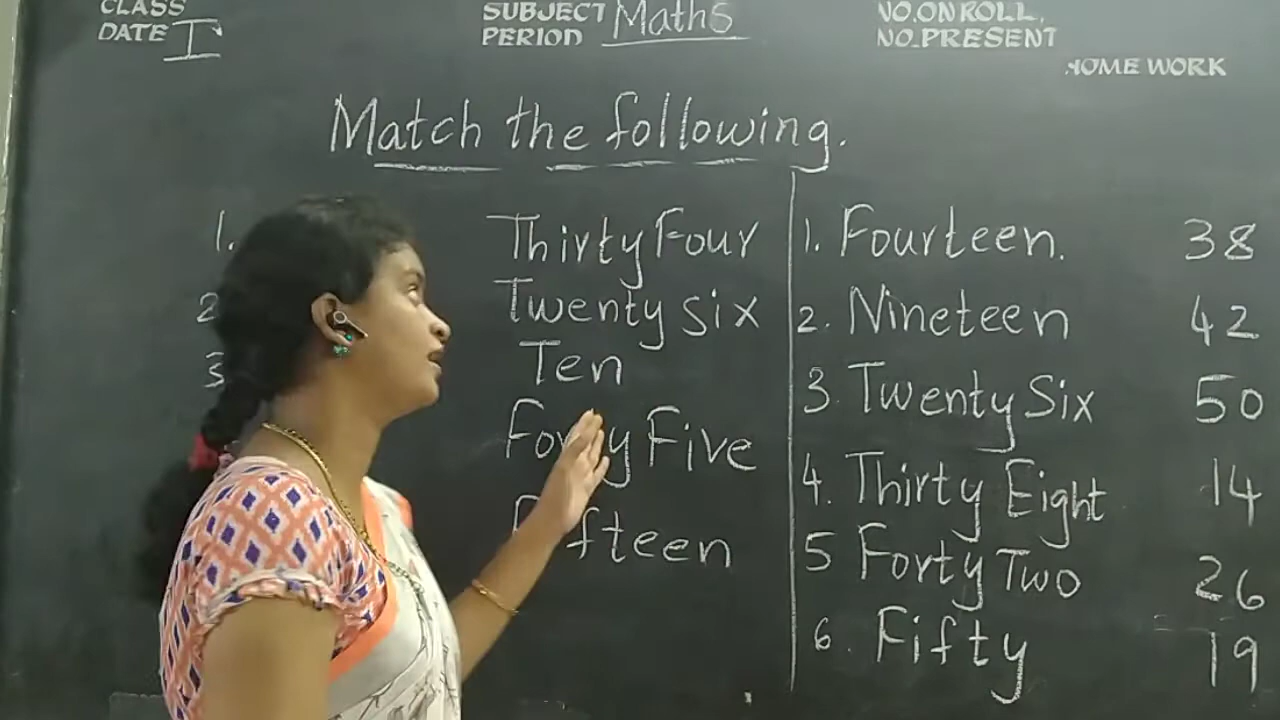 CLASS I
DATE
SUBJECT Maths
PERIOD
NO.ON ROLL.
NO.PRESENT
HOME WORK
Match the following.
1. Thirty Four
2 Twenty six
3 Ten
Forty Five
Fifteen
1. Fourteen. 38
2. Nineteen 42
3. Twenty Six 50
4. Thirty Eight 14
5 Forty Two 26
6. Fifty 19